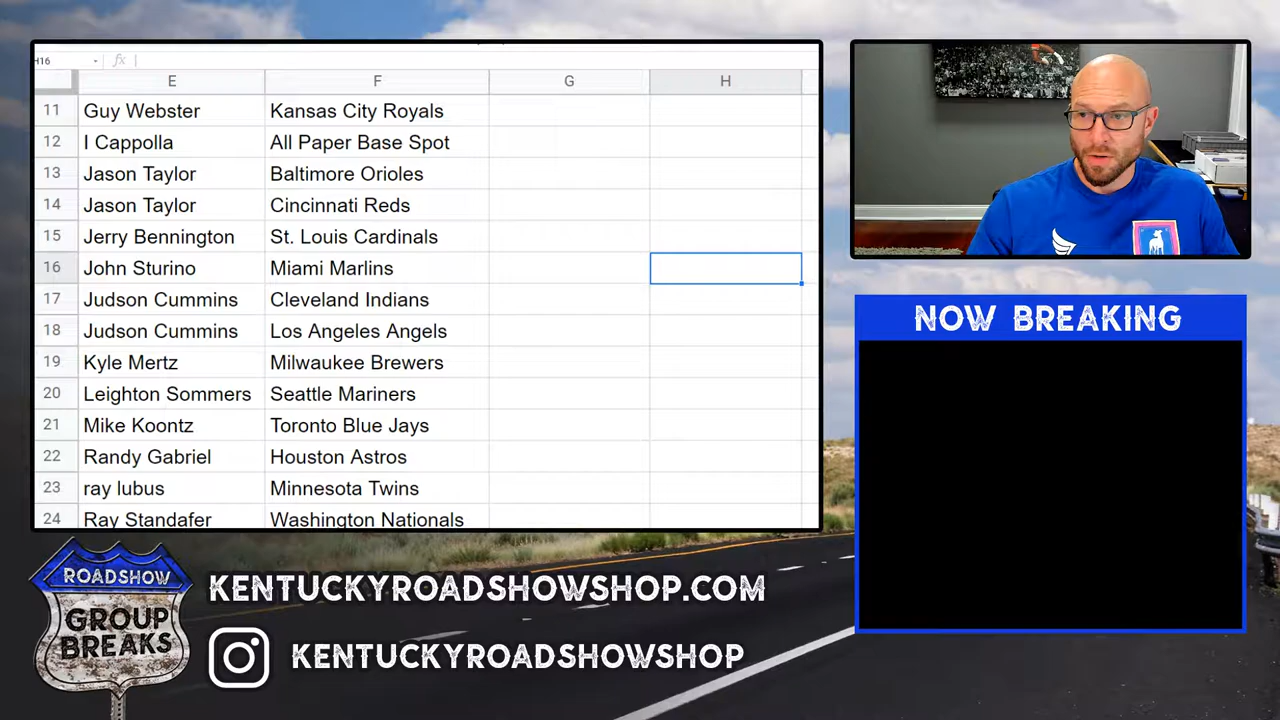 H16 fx
E F G H
11 Guy Webster Kansas City Royals
12 I Cappolla All Paper Base Spot
13 Jason Taylor Baltimore Orioles
14 Jason Taylor Cincinnati Reds
15 Jerry Bennington St. Louis Cardinals
16 John Sturino Miami Marlins
17 Judson Cummins Cleveland Indians
18 Judson Cummins Los Angeles Angels
19 Kyle Mertz Milwaukee Brewers
20 Leighton Sommers Seattle Mariners
21 Mike Koontz Toronto Blue Jays
22 Randy Gabriel Houston Astros
23 ray lubus Minnesota Twins
24 Ray Standafer Washington Nationals
NOW BREAKING
ROADSHOW
GROUP
BREAKS
KENTUCKYROADSHOWSHOP.COM
KENTUCKYROADSHOWSHOP